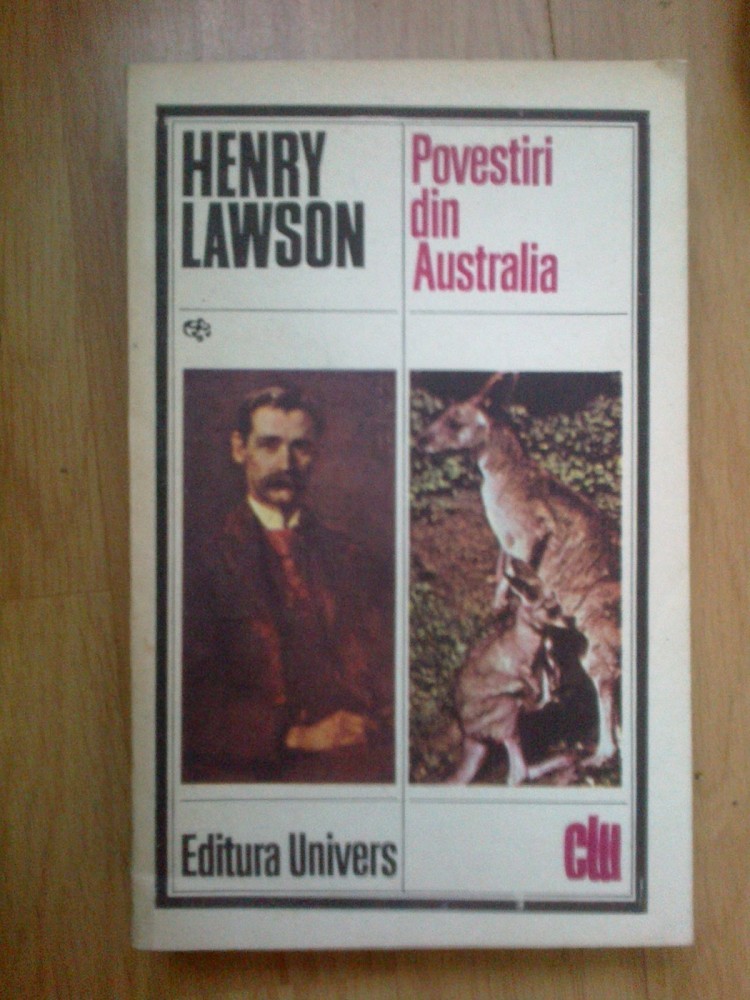 HENRY
LAWSON
Povestiri
din
Australia
Editura Univers
clu